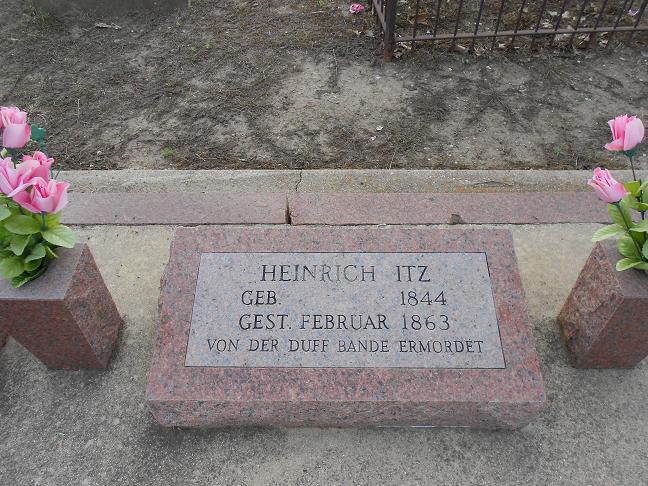 HEINRICH ITZ
GEB. 1844
GEST. FEBRUAR 1863
VON DER DUFF BANDE ERMORDET